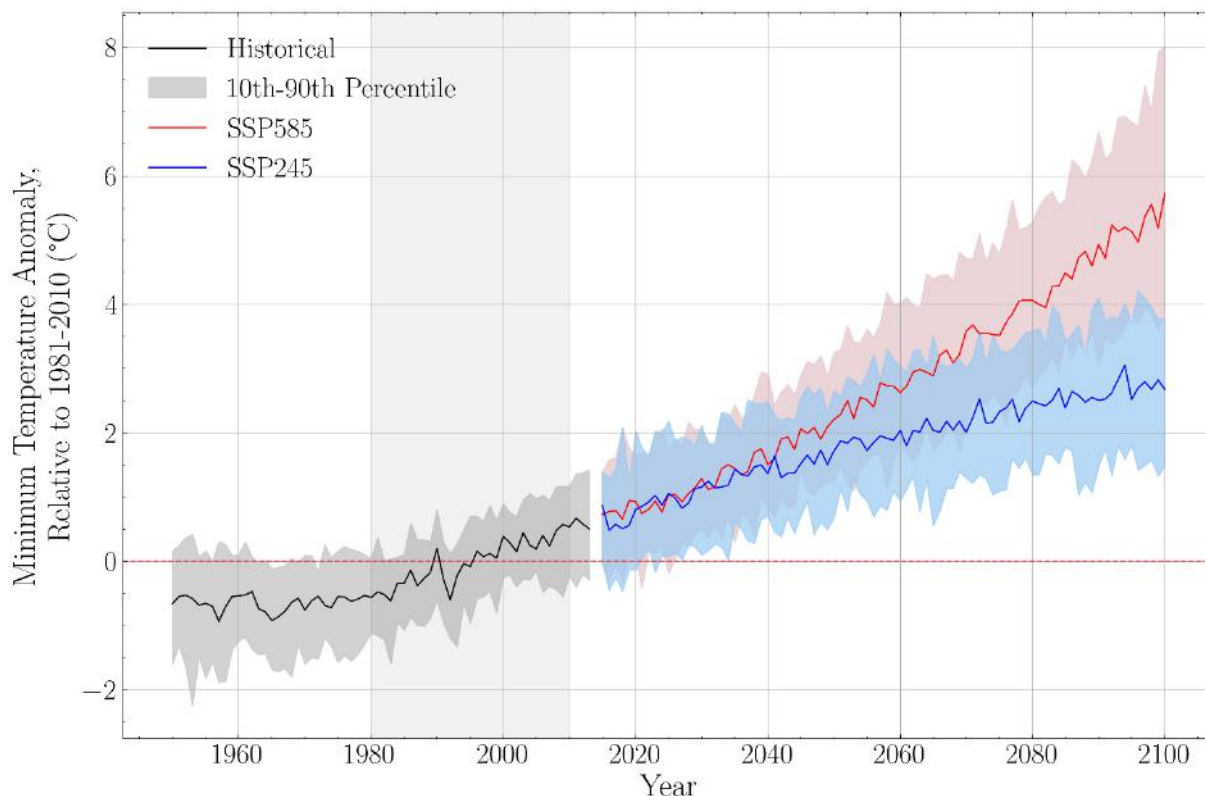 Historical
10th-90th Percentile
SSP585
SSP245
Minimum Temperature Anomaly,
Relative to 1981-2010 (°C)
8
6
4
2
0
−2
1960
1980
2000
2020
2040
2060
2080
2100
Year